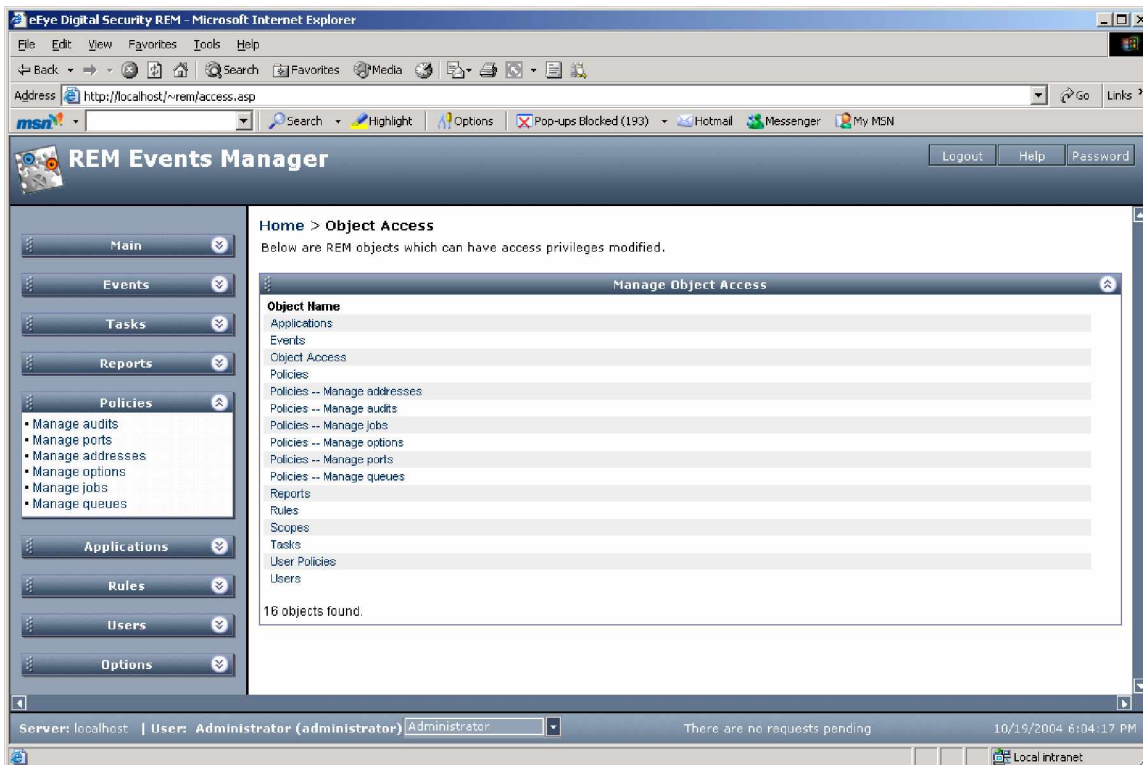 eEye Digital Security REM - Microsoft Internet Explorer
File Edit View Favorites Tools Help
Back Search Favorites Media
Address http://localhost/~rem/access.asp Go Links
msn Search Highlight Options Pop-ups Blocked (193) Hotmail Messenger My MSN
REM Events Manager Logout Help Password
Main
Events
Tasks
Reports
Policies
Manage audits
Manage ports
Manage addresses
Manage options
Manage jobs
Manage queues
Applications
Rules
Users
Options
Home > Object Access
Below are REM objects which can have access privileges modified.
Manage Object Access
Object Name
Applications
Events
Object Access
Policies
Policies -- Manage addresses
Policies -- Manage audits
Policies -- Manage jobs
Policies -- Manage options
Policies -- Manage ports
Policies -- Manage queues
Reports
Rules
Scopes
Tasks
User Policies
Users
16 objects found.
Server: localhost | User: Administrator (administrator) Administrator There are no requests pending 10/19/2004 6:04:17 PM
Local intranet